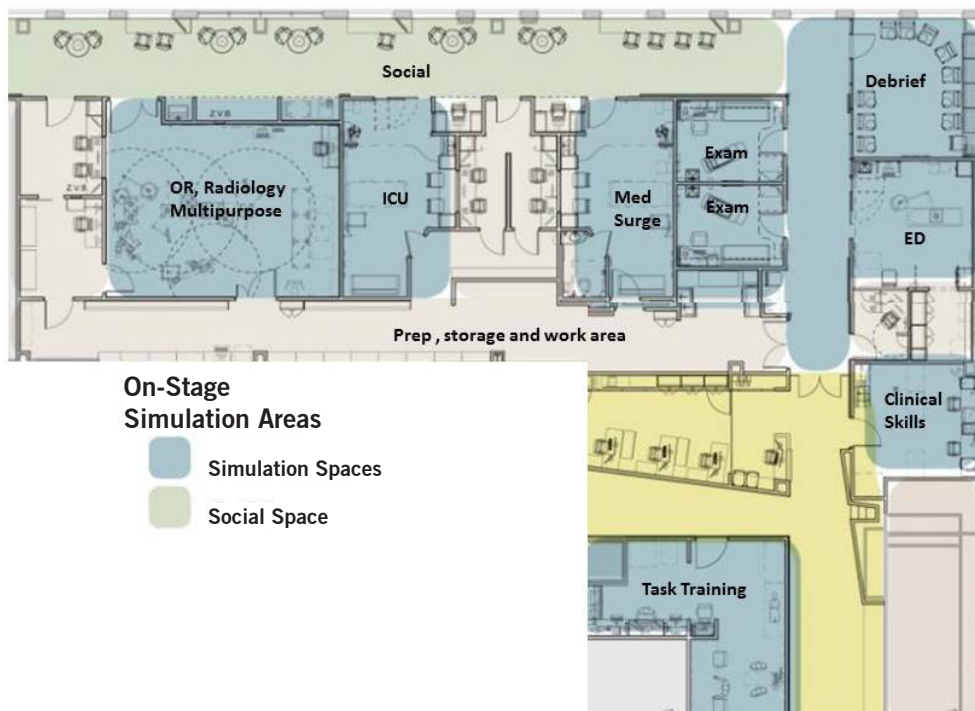 Social
Debrief
Z.V.B
OR, Radiology
Multipurpose
ICU
Med
Surge
Exam
Exam
ED
Z.V.B
Prep , storage and work area
On-Stage
Simulation Areas
Simulation Spaces
Social Space
Clinical
Skills
Task Training